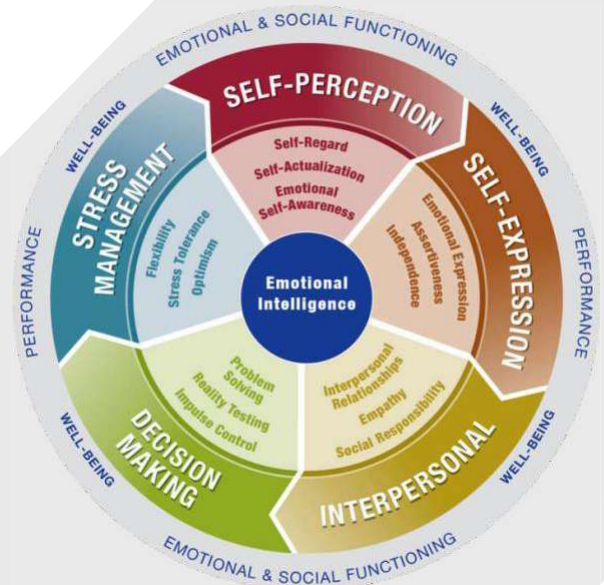 EMOTIONAL & SOCIAL FUNCTIONING
WELL-BEING
WELL-BEING
PERFORMANCE
PERFORMANCE
WELL-BEING
WELL-BEING
EMOTIONAL & SOCIAL FUNCTIONING
SELF-PERCEPTION
Self-Regard
Self-Actualization
Emotional
Self-Awareness
SELF-EXPRESSION
Emotional Expression
Assertiveness
Independence
INTERPERSONAL
Interpersonal
Relationships
Empathy
Social Responsibility
DECISION
MAKING
Problem
Solving
Reality Testing
Impulse Control
STRESS
MANAGEMENT
Flexibility
Stress Tolerance
Optimism
Emotional
Intelligence